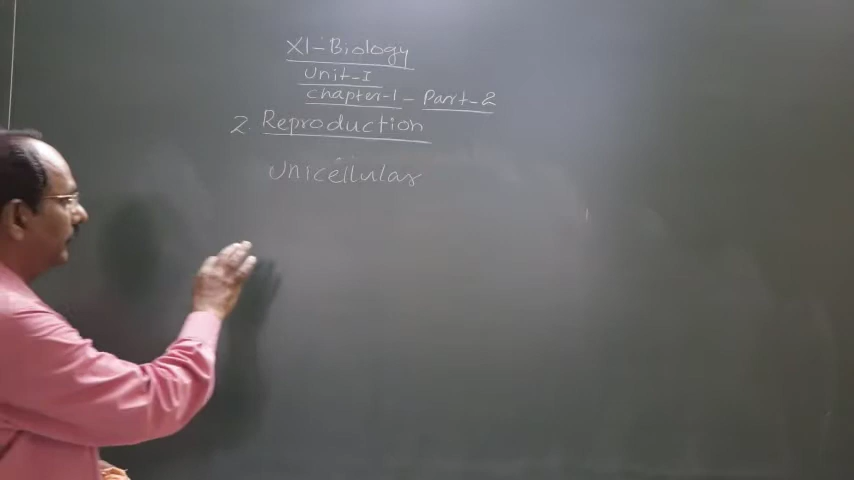 XI-Biology
Unit-I
Chapter-1 - Part-2
2. Reproduction
Unicellular